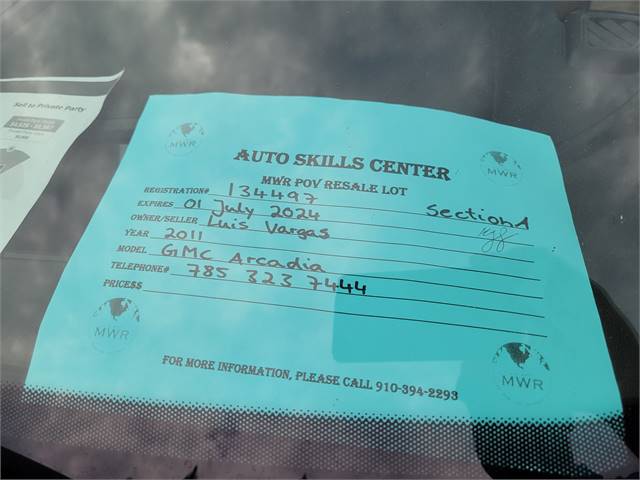 Sell to Private Party
MWR
MWR
AUTO SKILLS CENTER
MWR POV RESALE LOT
REGISTRATION# 134497
EXPIRES 01 July 2024 Section A
OWNER/SELLER Luis Vargas
YEAR 2011
MODEL GMC Arcadia
TELEPHONE# 785 323 7444
PRICE$$
MWR
MWR
FOR MORE INFORMATION, PLEASE CALL 910-394-2293